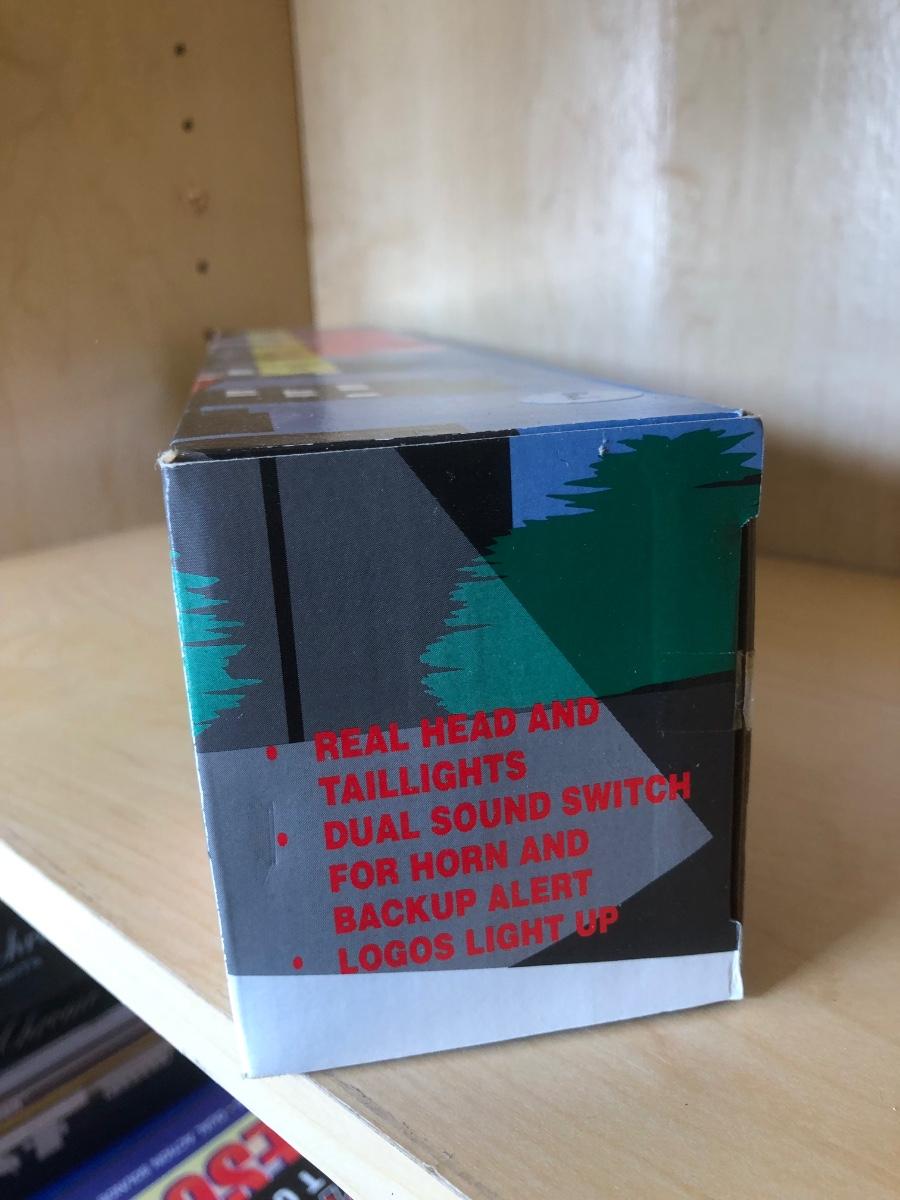 • REAL HEAD AND
TAILLIGHTS
• DUAL SOUND SWITCH
FOR HORN AND
BACKUP ALERT
• LOGOS LIGHT UP